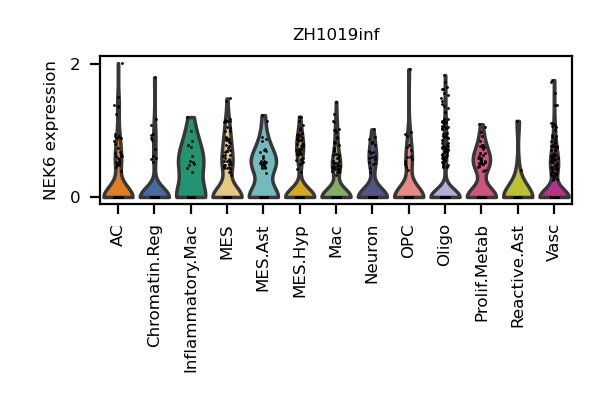 ZH1019inf
NEK6 expression
2
0
AC
Chromatin.Reg
Inflammatory.Mac
MES
MES.Ast
MES.Hyp
Mac
Neuron
OPC
Oligo
Prolif.Metab
Reactive.Ast
Vasc